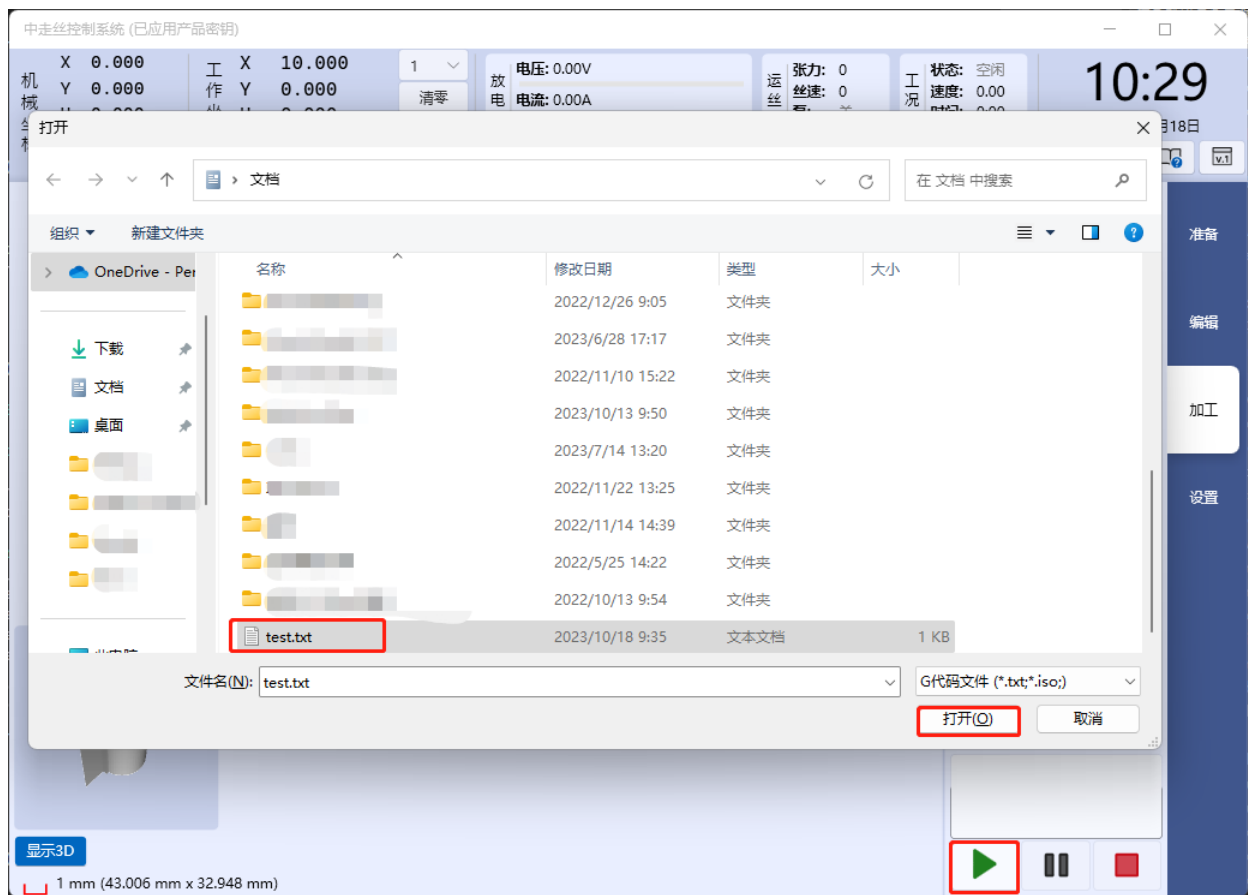 中走丝控制系统 (已应用产品密钥)
机械坐标
X 0.000
Y 0.000
工作
X 10.000
Y 0.000
1
清零
放电
电压: 0.00V
电流: 0.00A
运丝
张力: 0
丝速: 0
工况
状态: 空闲
速度: 0.00
10:29
月18日
v.1
打开
文档
在 文档 中搜索
组织
新建文件夹
准备
编辑
加工
设置
OneDrive - Per
下载
文档
桌面
名称 修改日期 类型 大小
2022/12/26 9:05 文件夹
2023/6/28 17:17 文件夹
2022/11/10 15:22 文件夹
2023/10/13 9:50 文件夹
2023/7/14 13:20 文件夹
2022/11/22 13:25 文件夹
2022/11/14 14:39 文件夹
2022/5/25 14:22 文件夹
2022/10/13 9:54 文件夹
test.txt 2023/10/18 9:35 文本文档 1 KB
文件名(N): test.txt
G代码文件 (*.txt;*.iso;)
打开(O)
取消
显示3D
1 mm (43.006 mm x 32.948 mm)